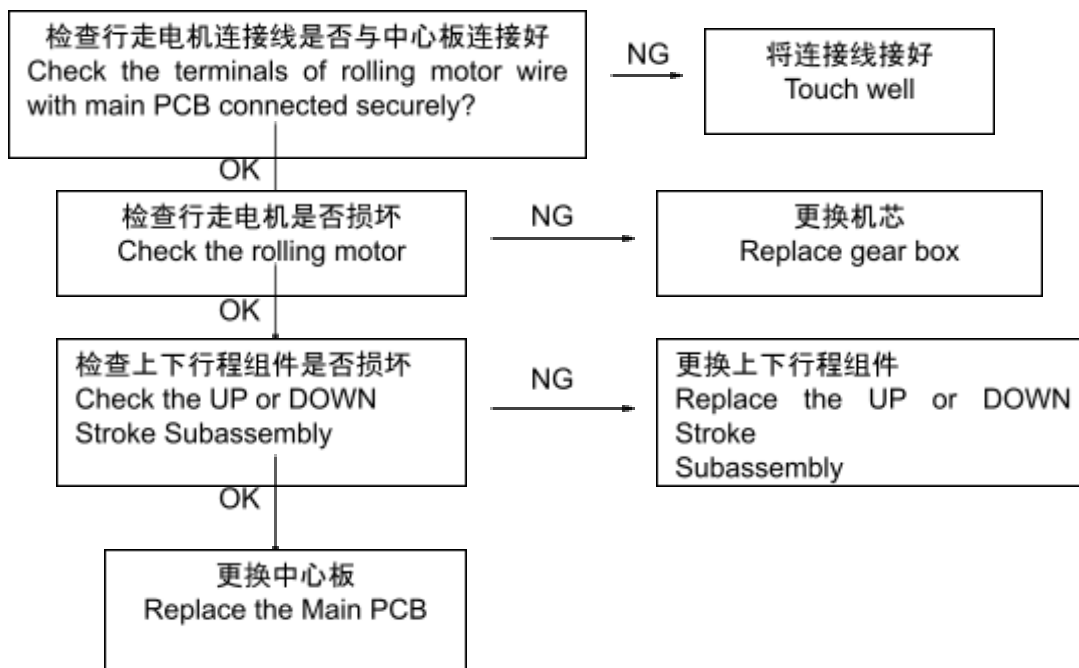 检查行走电机连接线是否与中心板连接好
Check the terminals of rolling motor wire
with main PCB connected securely?
NG
将连接线接好
Touch well
OK
检查行走电机是否损坏
Check the rolling motor
NG
更换机芯
Replace gear box
OK
检查上下行程组件是否损坏
Check the UP or DOWN
Stroke Subassembly
NG
更换上下行程组件
Replace the UP or DOWN
Stroke
Subassembly
OK
更换中心板
Replace the Main PCB